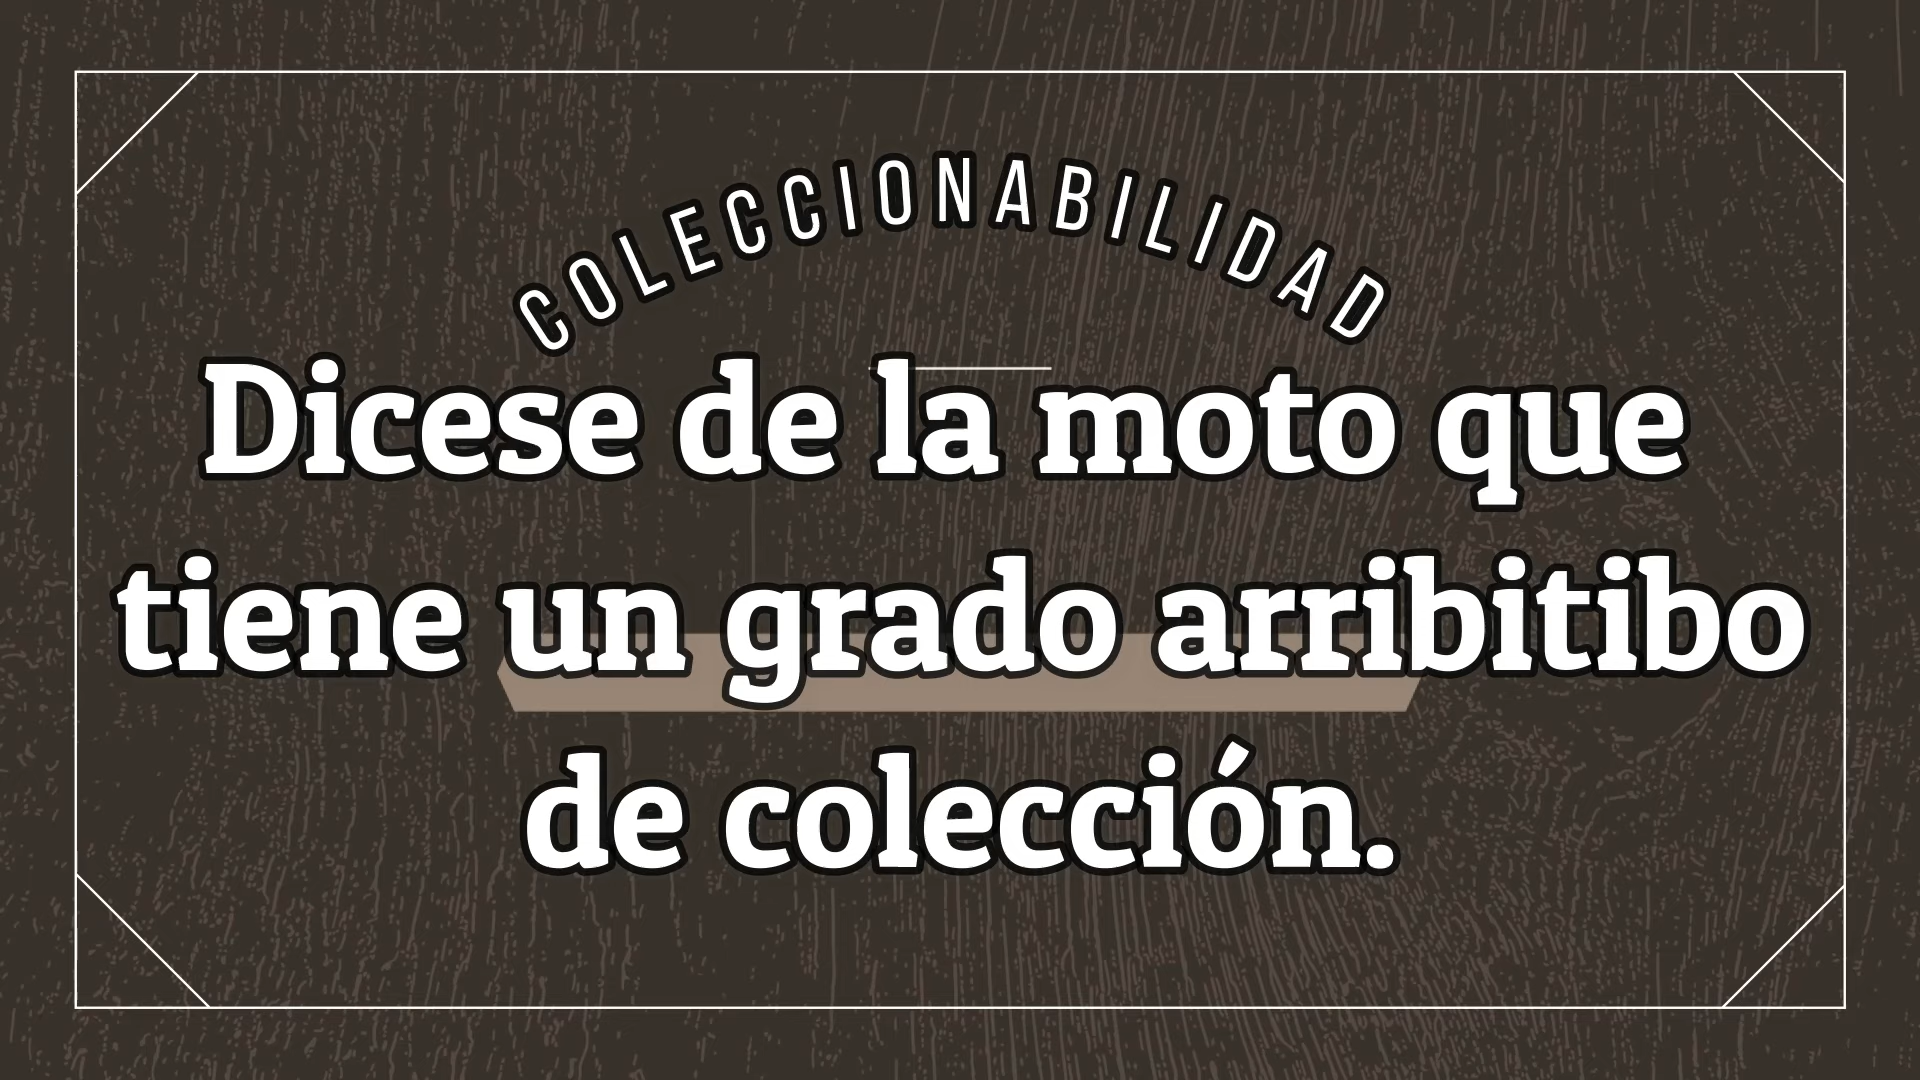 COLECCIONABILIDAD
Dicese de la moto que
tiene un grado arribitibo
de colección.